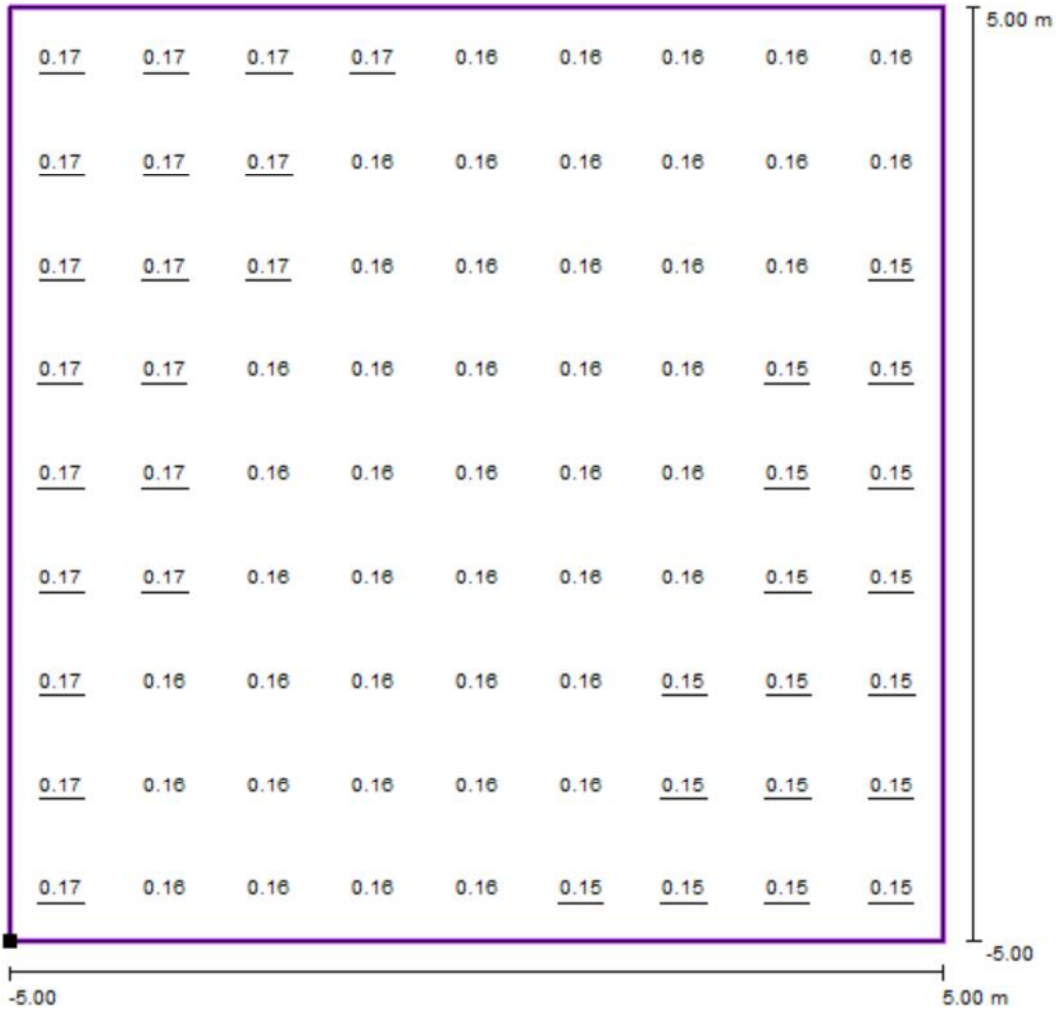 5.00 m
0.17 0.17 0.17 0.17 0.16 0.16 0.16 0.16 0.16
0.17 0.17 0.17 0.16 0.16 0.16 0.16 0.16 0.16
0.17 0.17 0.17 0.16 0.16 0.16 0.16 0.16 0.15
0.17 0.17 0.16 0.16 0.16 0.16 0.16 0.15 0.15
0.17 0.17 0.16 0.16 0.16 0.16 0.16 0.15 0.15
0.17 0.17 0.16 0.16 0.16 0.16 0.16 0.15 0.15
0.17 0.16 0.16 0.16 0.16 0.16 0.15 0.15 0.15
0.17 0.16 0.16 0.16 0.16 0.16 0.15 0.15 0.15
0.17 0.16 0.16 0.16 0.16 0.15 0.15 0.15 0.15
-5.00
-5.00 5.00 m